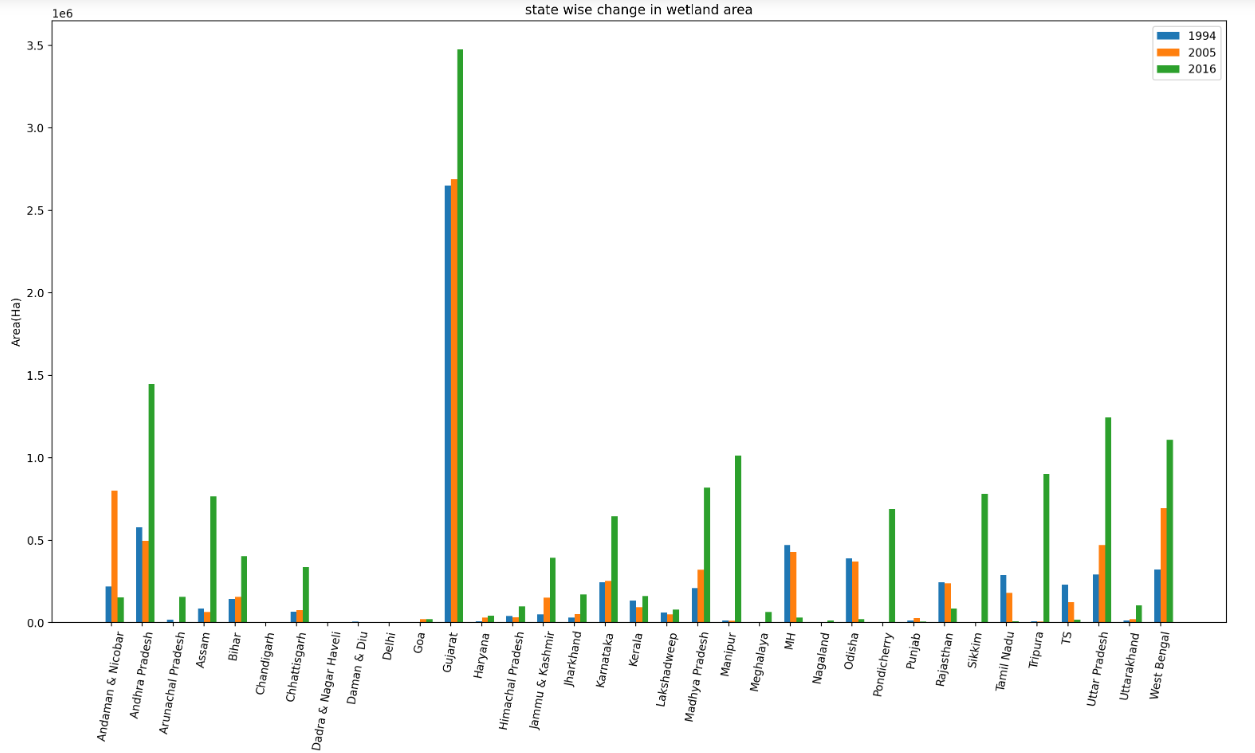 state wise change in wetland area
1e6
3.5
3.0
2.5
2.0
1.5
1.0
0.5
0.0
Area(Ha)
1994
2005
2016
Andaman & Nicobar
Andhra Pradesh
Arunachal Pradesh
Assam
Bihar
Chandigarh
Chhattisgarh
Dadra & Nagar Haveli
Daman & Diu
Delhi
Goa
Gujarat
Haryana
Himachal Pradesh
Jammu & Kashmir
Jharkhand
Karnataka
Kerala
Lakshadweep
Madhya Pradesh
Manipur
Meghalaya
MH
Nagaland
Odisha
Pondicherry
Punjab
Rajasthan
Sikkim
Tamil Nadu
Tripura
TS
Uttar Pradesh
Uttarakhand
West Bengal